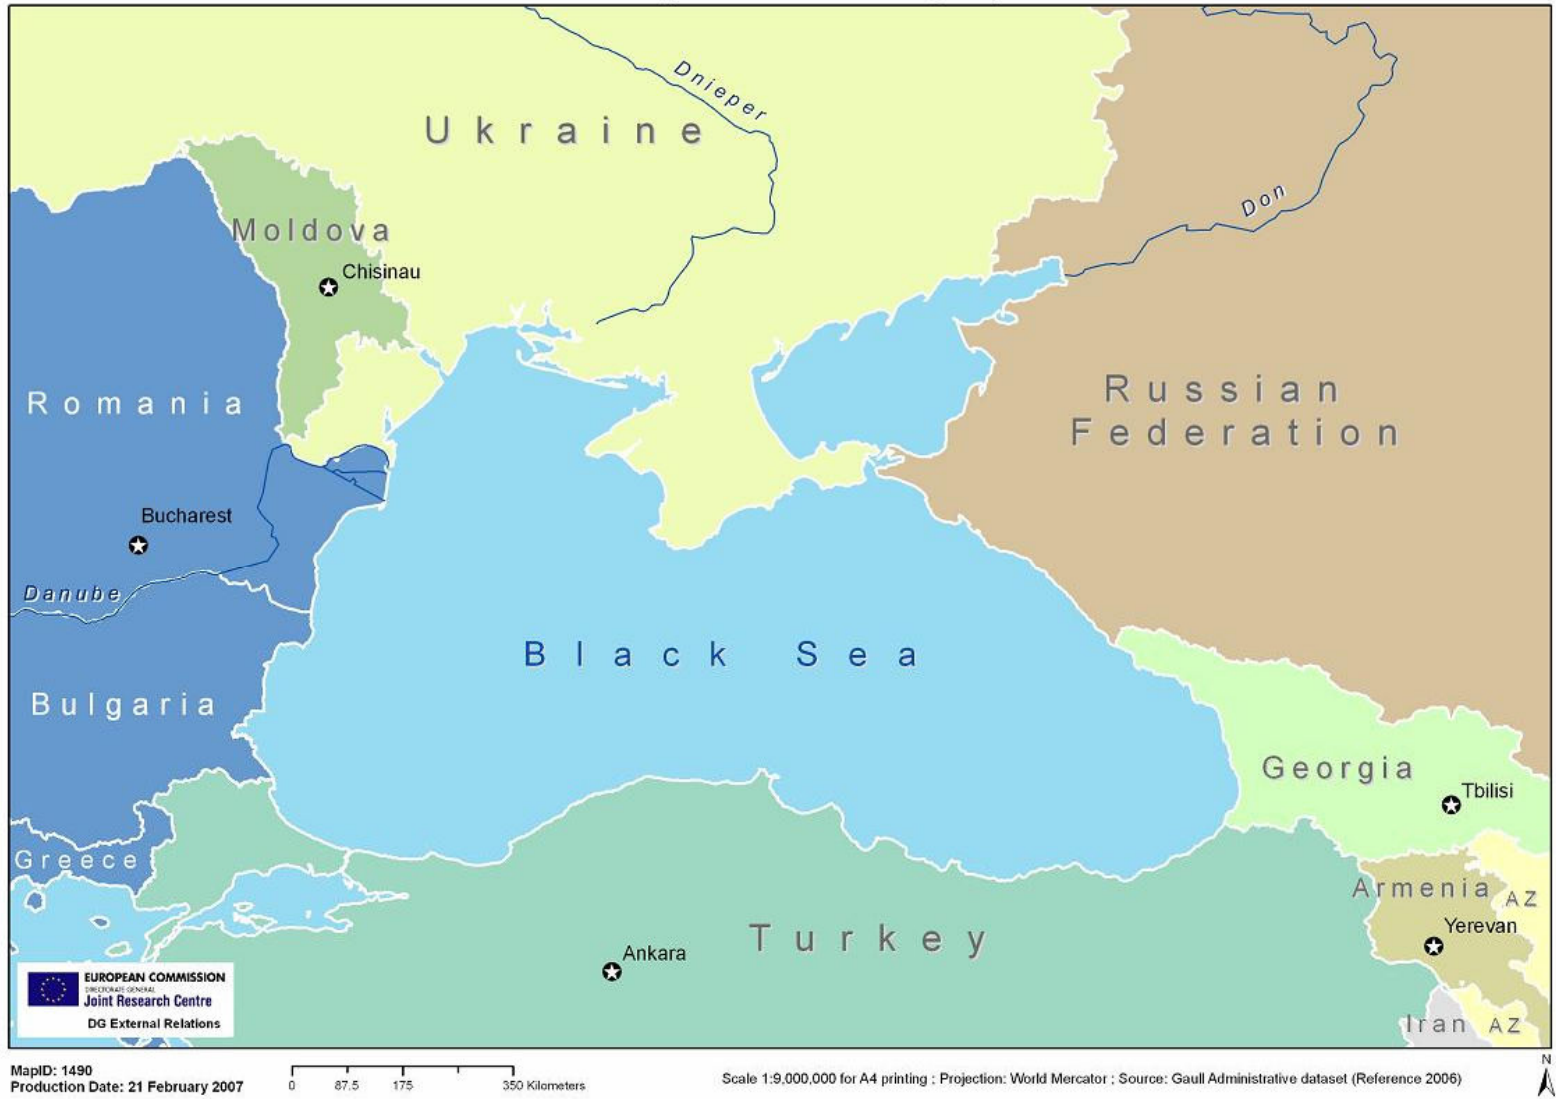 Dnieper
Ukraine
Don
Moldova
Chisinau
Russian
Federation
Romania
Bucharest
Danube
Black Sea
Bulgaria
Georgia
Tbilisi
Greece
Armenia
AZ
Yerevan
Turkey
Ankara
Iran
AZ
EUROPEAN COMMISSION
DIRECTORATE GENERAL
Joint Research Centre
DG External Relations
MapID: 1490
Production Date: 21 February 2007
0 87.5 175 350 Kilometers
Scale 1:9,000,000 for A4 printing ; Projection: World Mercator ; Source: Gaull Administrative dataset (Reference 2006)
N